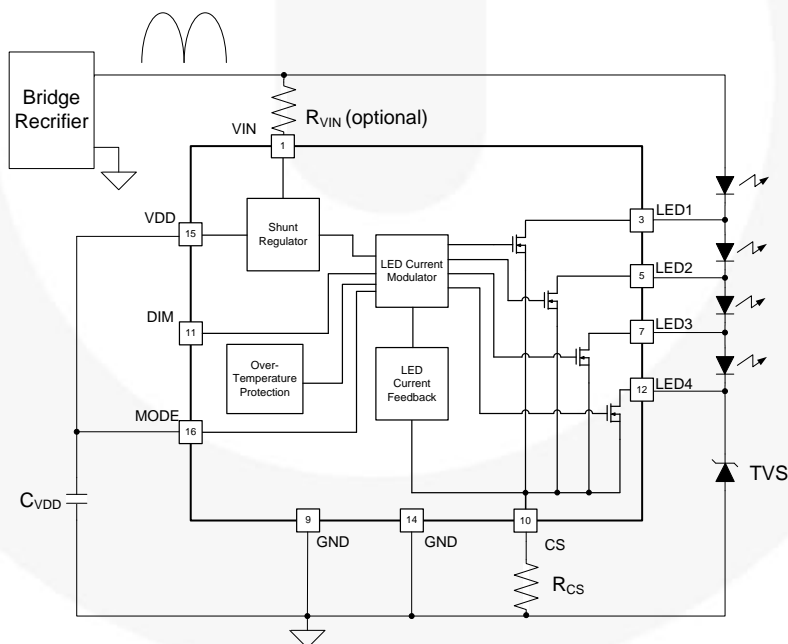 Bridge
Recrifier
RVIN (optional)
VIN
1
VDD
15
Shunt
Regulator
LED Current
Modulator
3
LED1
5
LED2
DIM
11
7
LED3
Over-
Temperature
Protection
LED
Current
Feedback
12
LED4
MODE
16
CVDD
TVS
9
GND
14
GND
10
CS
RCS